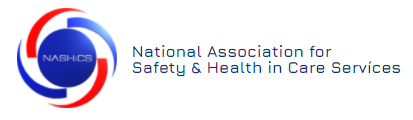 NASHiCS
National Association for
Safety & Health in Care Services